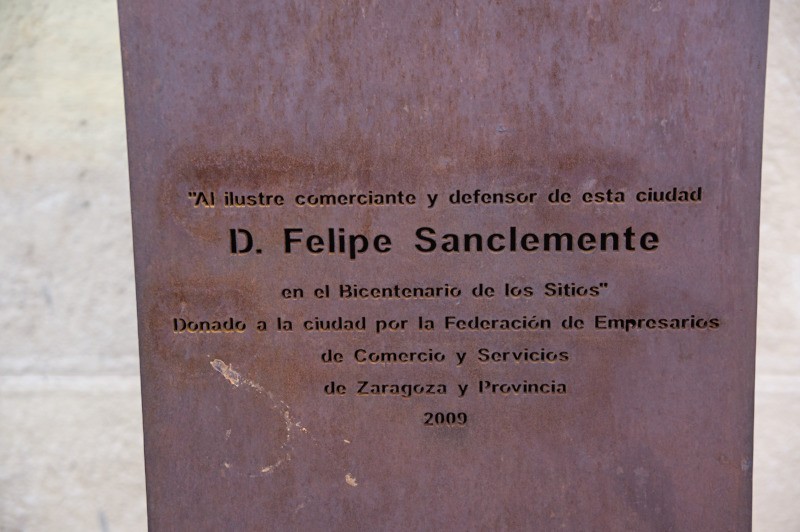 "Al ilustre comerciante y defensor de esta ciudad
D. Felipe Sanclemente
en el Bicentenario de los Sitios"
Donado a la ciudad por la Federación de Empresarios
de Comercio y Servicios
de Zaragoza y Provincia
2009